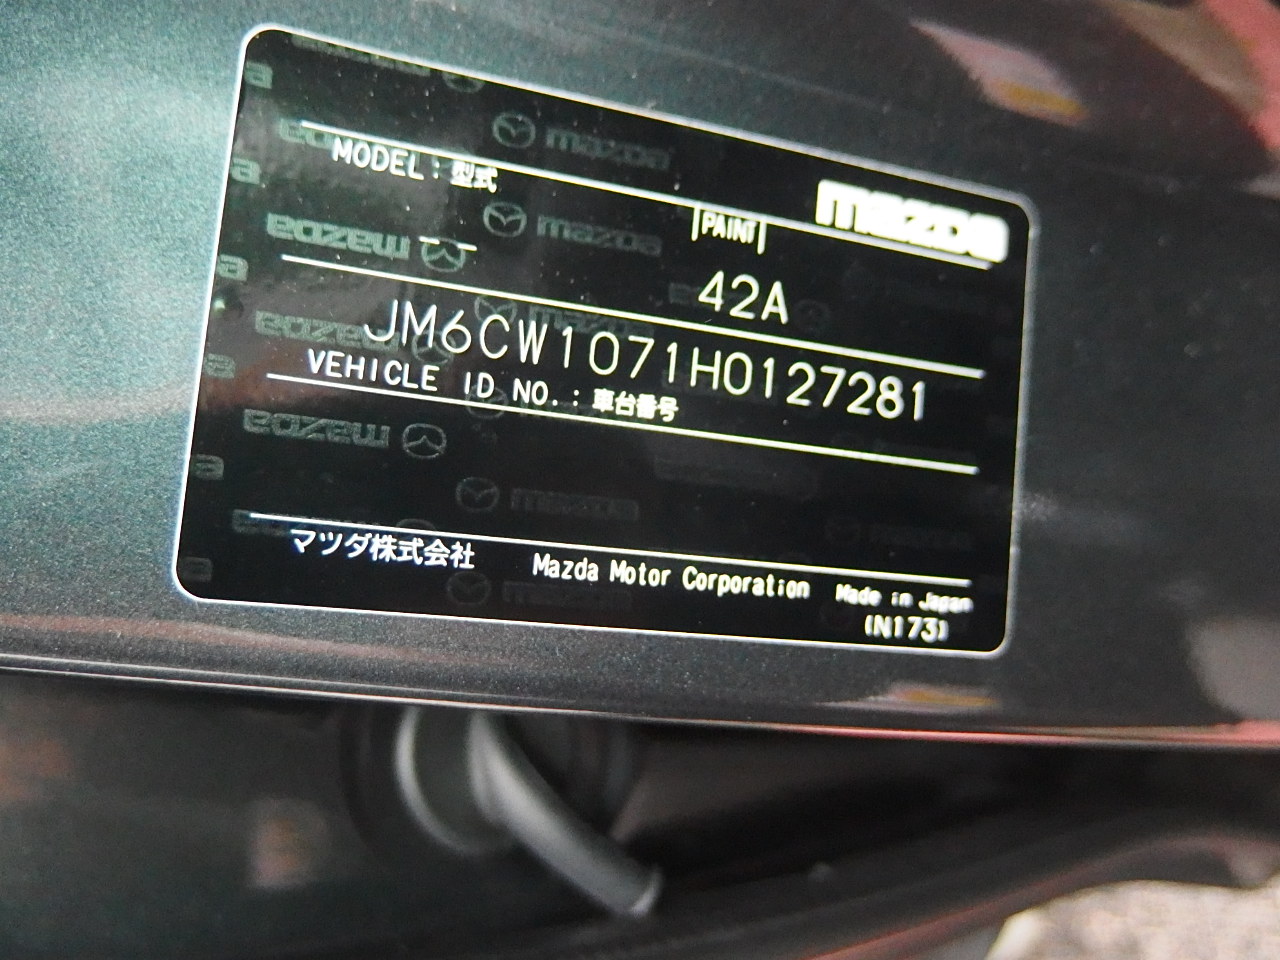 mazda
MODEL : 型式
PAINT
42A
JM6CW1071H0127281
VEHICLE ID NO. : 車台番号
マツダ株式会社 Mazda Motor Corporation Made in Japan
(N173)